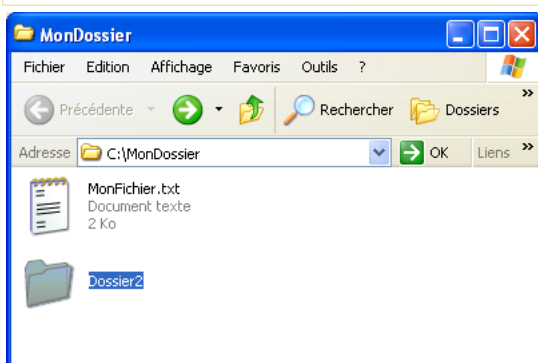 MonDossier
Fichier Edition Affichage Favoris Outils ?
Précédente Rechercher Dossiers »
Adresse C:\MonDossier OK Liens »
MonFichier.txt
Document texte
2 Ko
Dossier2